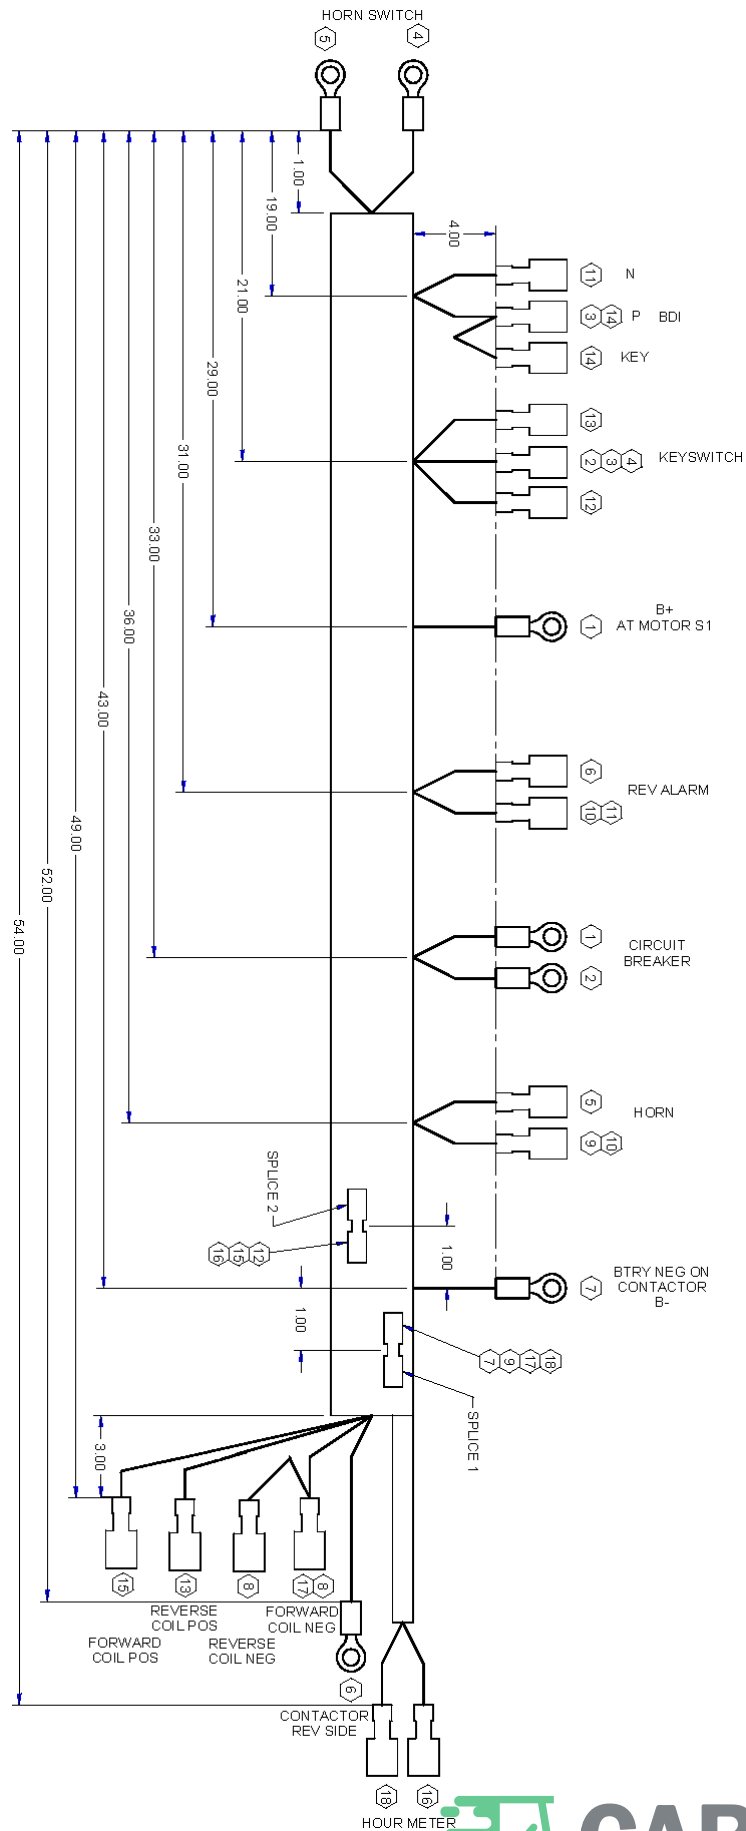 HORN SWITCH
5
4
1.00
19.00
21.00
29.00
31.00
33.00
36.00
43.00
49.00
52.00
54.00
4.00
11 N
3 14 P BDI
14 KEY
13
2 3 4 KEYSWITCH
12
B+
1 AT MOTOR S1
6
REV ALARM
10 11
1
CIRCUIT
BREAKER
2
5
HORN
9 10
SPLICE 2
16 15 12
1.00
BTRY NEG ON
7 CONTACTOR
B-
1.00
7 9 17 18
SPLICE 1
3.00
15
13
8
17 8
REVERSE
COIL POS
FORWARD
COIL NEG
FORWARD
COIL POS
REVERSE
COIL NEG
6
CONTACTOR
REV SIDE
18
16
HOUR METER
CAR